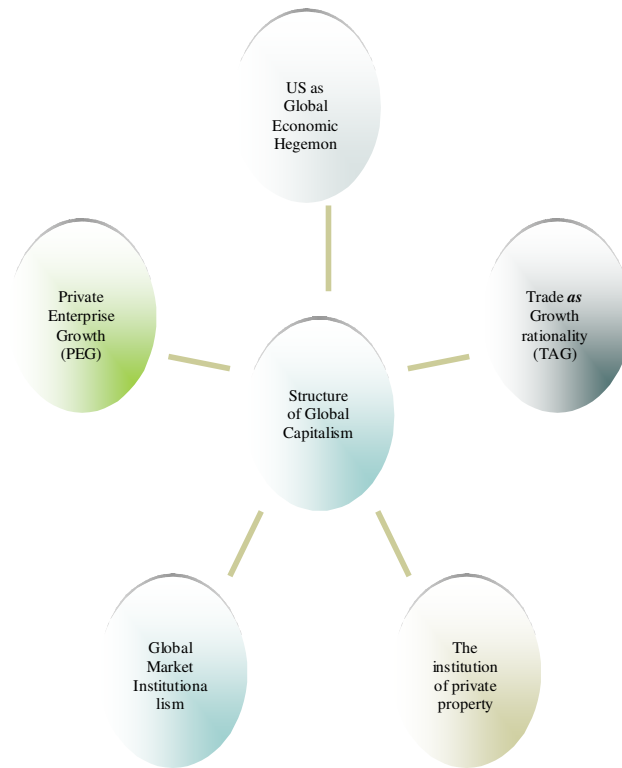 US as
Global
Economic
Hegemon
Private
Enterprise
Growth
(PEG)
Trade as
Growth
rationality
(TAG)
Structure
of Global
Capitalism
Global
Market
Institutiona
lism
The
institution
of private
property